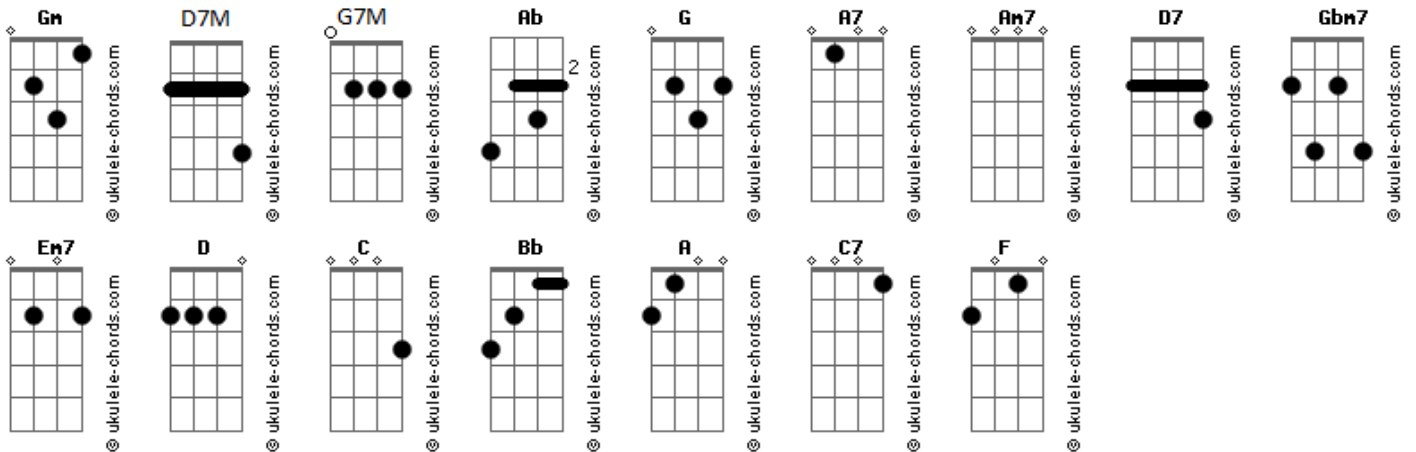 Gm D7M G7M Ab G A7 Am7 D7 Gbm7
2
© ukulele-chords.com © ukulele-chords.com © ukulele-chords.com © ukulele-chords.com © ukulele-chords.com © ukulele-chords.com © ukulele-chords.com © ukulele-chords.com © ukulele-chords.com
Em7 D C Bb A C7 F
© ukulele-chords.com © ukulele-chords.com © ukulele-chords.com © ukulele-chords.com © ukulele-chords.com © ukulele-chords.com © ukulele-chords.com